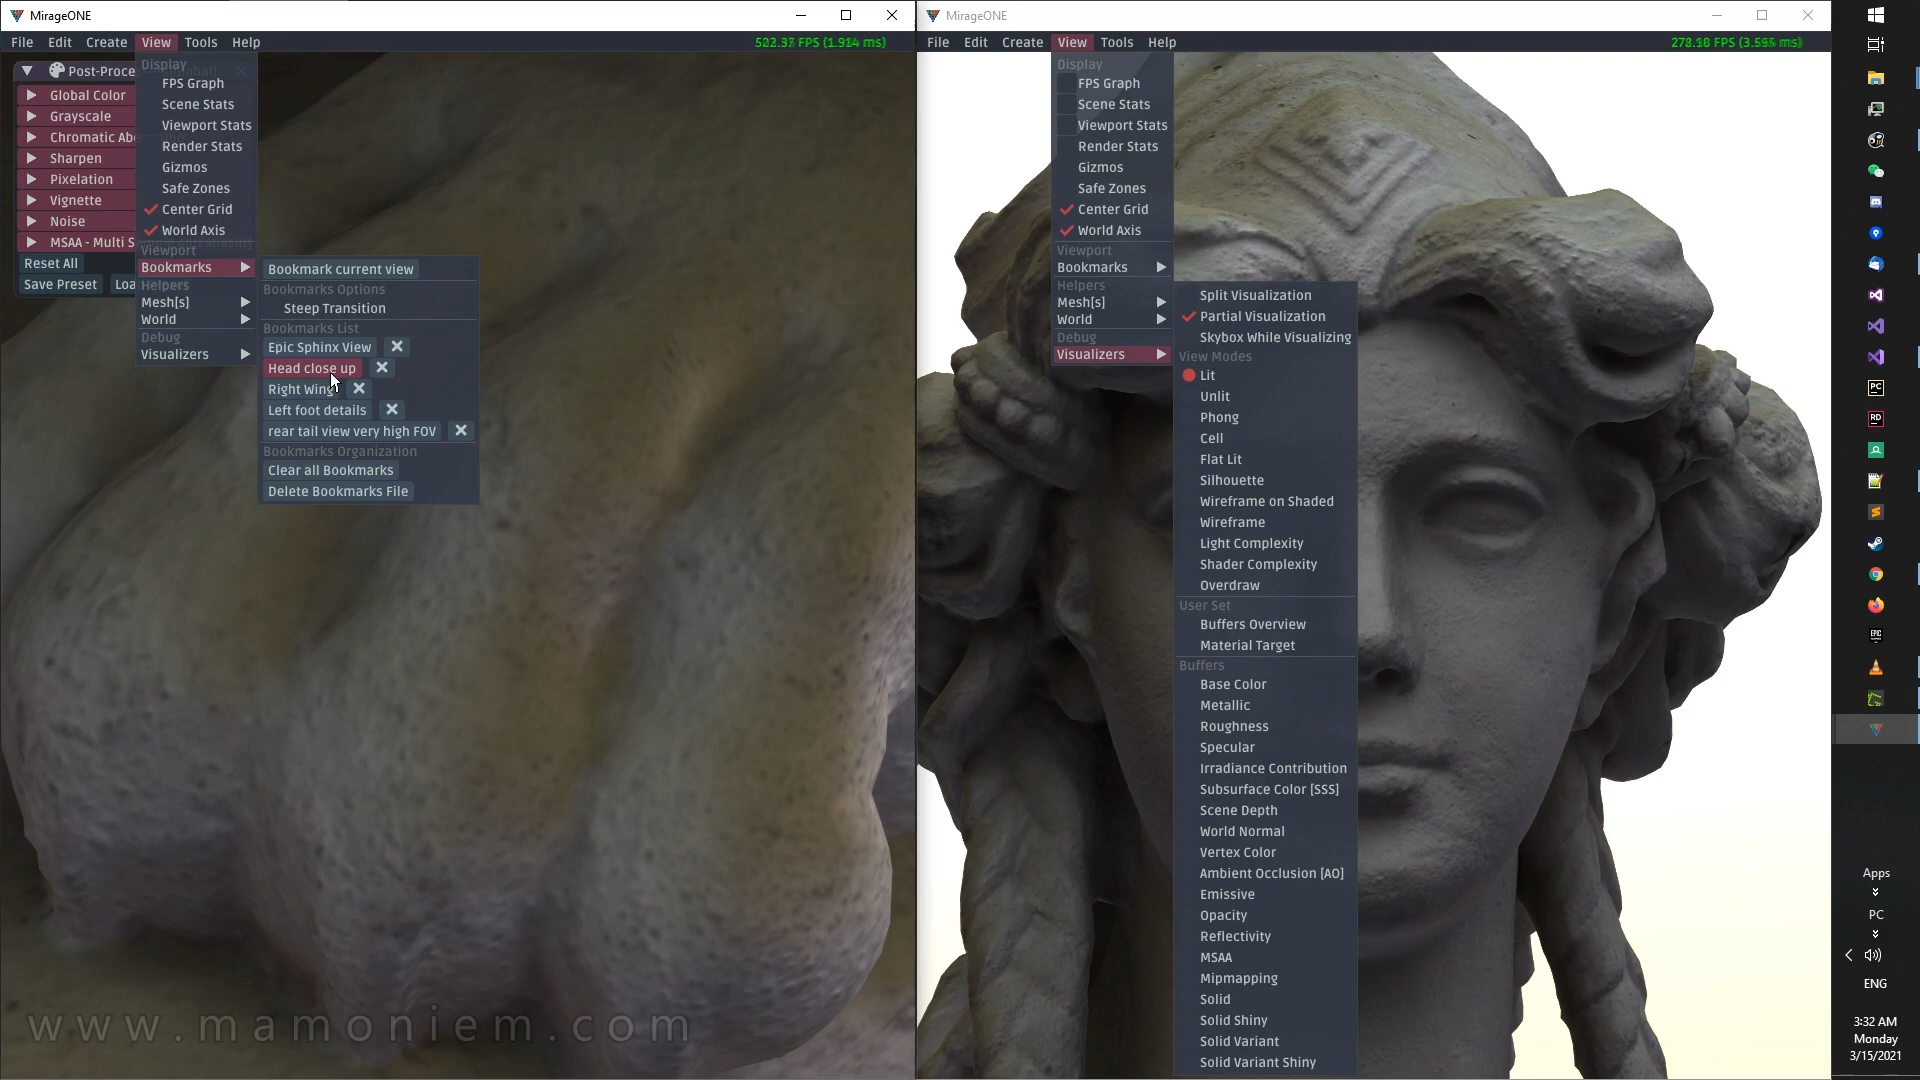 MirageONE
File Edit Create View Tools Help
522.37 FPS (1.914 ms)
Post-Proce
Global Color
Grayscale
Chromatic Abe
Sharpen
Pixelation
Vignette
Noise
MSAA - Multi S
Reset All
Save Preset Loa
Display
FPS Graph
Scene Stats
Viewport Stats
Render Stats
Gizmos
Safe Zones
Center Grid
World Axis
Viewport
Bookmarks
Helpers
Mesh[s]
World
Debug
Visualizers
Bookmark current view
Bookmarks Options
Steep Transition
Bookmarks List
Epic Sphinx View
Head close up
Right Wing
Left foot details
rear tail view very high FOV
Bookmarks Organization
Clear all Bookmarks
Delete Bookmarks File
www.mamoniem.com
MirageONE
File Edit Create View Tools Help
Display
FPS Graph
Scene Stats
Viewport Stats
Render Stats
Gizmos
Safe Zones
Center Grid
World Axis
Viewport
Bookmarks
Helpers
Mesh[s]
World
Debug
Visualizers
Split Visualization
Partial Visualization
Skybox While Visualizing
View Modes
Lit
Unlit
Phong
Cell
Flat Lit
Silhouette
Wireframe on Shaded
Wireframe
Light Complexity
Shader Complexity
Overdraw
User Set
Buffers Overview
Material Target
Buffers
Base Color
Metallic
Roughness
Specular
Irradiance Contribution
Subsurface Color [SSS]
Scene Depth
World Normal
Vertex Color
Ambient Occlusion [AO]
Emissive
Opacity
Reflectivity
MSAA
Mipmapping
Solid
Solid Shiny
Solid Variant
Solid Variant Shiny
PC
RD
EPIC
Apps
PC
ENG
3:32 AM
Monday
3/15/2021